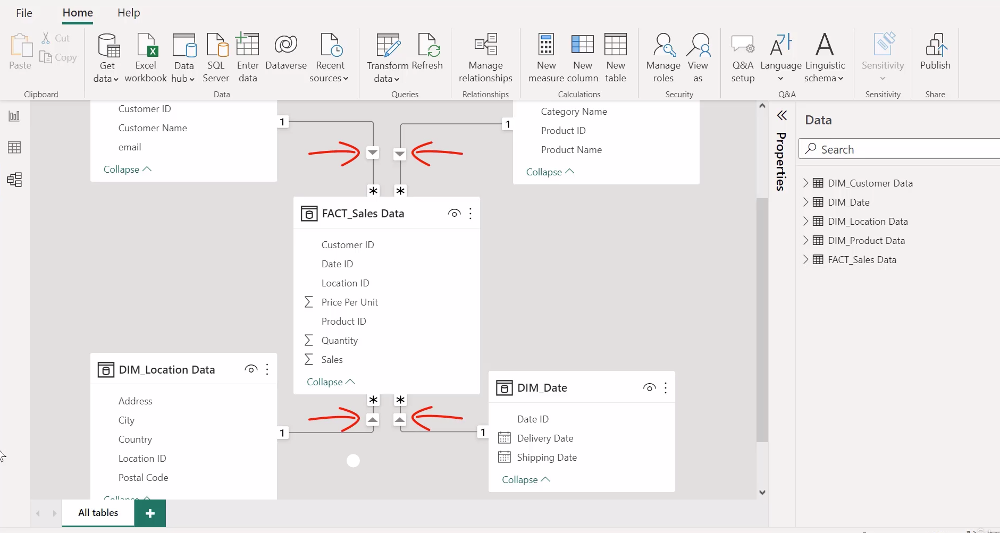 File
Home
Help
Paste
Cut
Copy
Get
data
Excel
workbook
Data
hub
SQL
Server
Enter
data
Dataverse
Recent
sources
Transform
data
Refresh
Manage
relationships
New
measure
New
column
New
table
Manage
roles
View
as
Q&A
setup
Language
Linguistic
schema
Sensitivity
Publish
Clipboard
Data
Queries
Relationships
Calculations
Security
Q&A
Sensitivity
Share
Customer ID
Customer Name
email
Collapse
1
1
Category Name
Product ID
Product Name
Collapse
*
*
FACT_Sales Data
Customer ID
Date ID
Location ID
Σ Price Per Unit
Product ID
Σ Quantity
Σ Sales
Collapse
*
*
1
1
DIM_Location Data
Address
City
Country
Location ID
Postal Code
Collapse
DIM_Date
Date ID
Delivery Date
Shipping Date
Collapse
Properties
Data
Search
DIM_Customer Data
DIM_Date
DIM_Location Data
DIM_Product Data
FACT_Sales Data
All tables
+